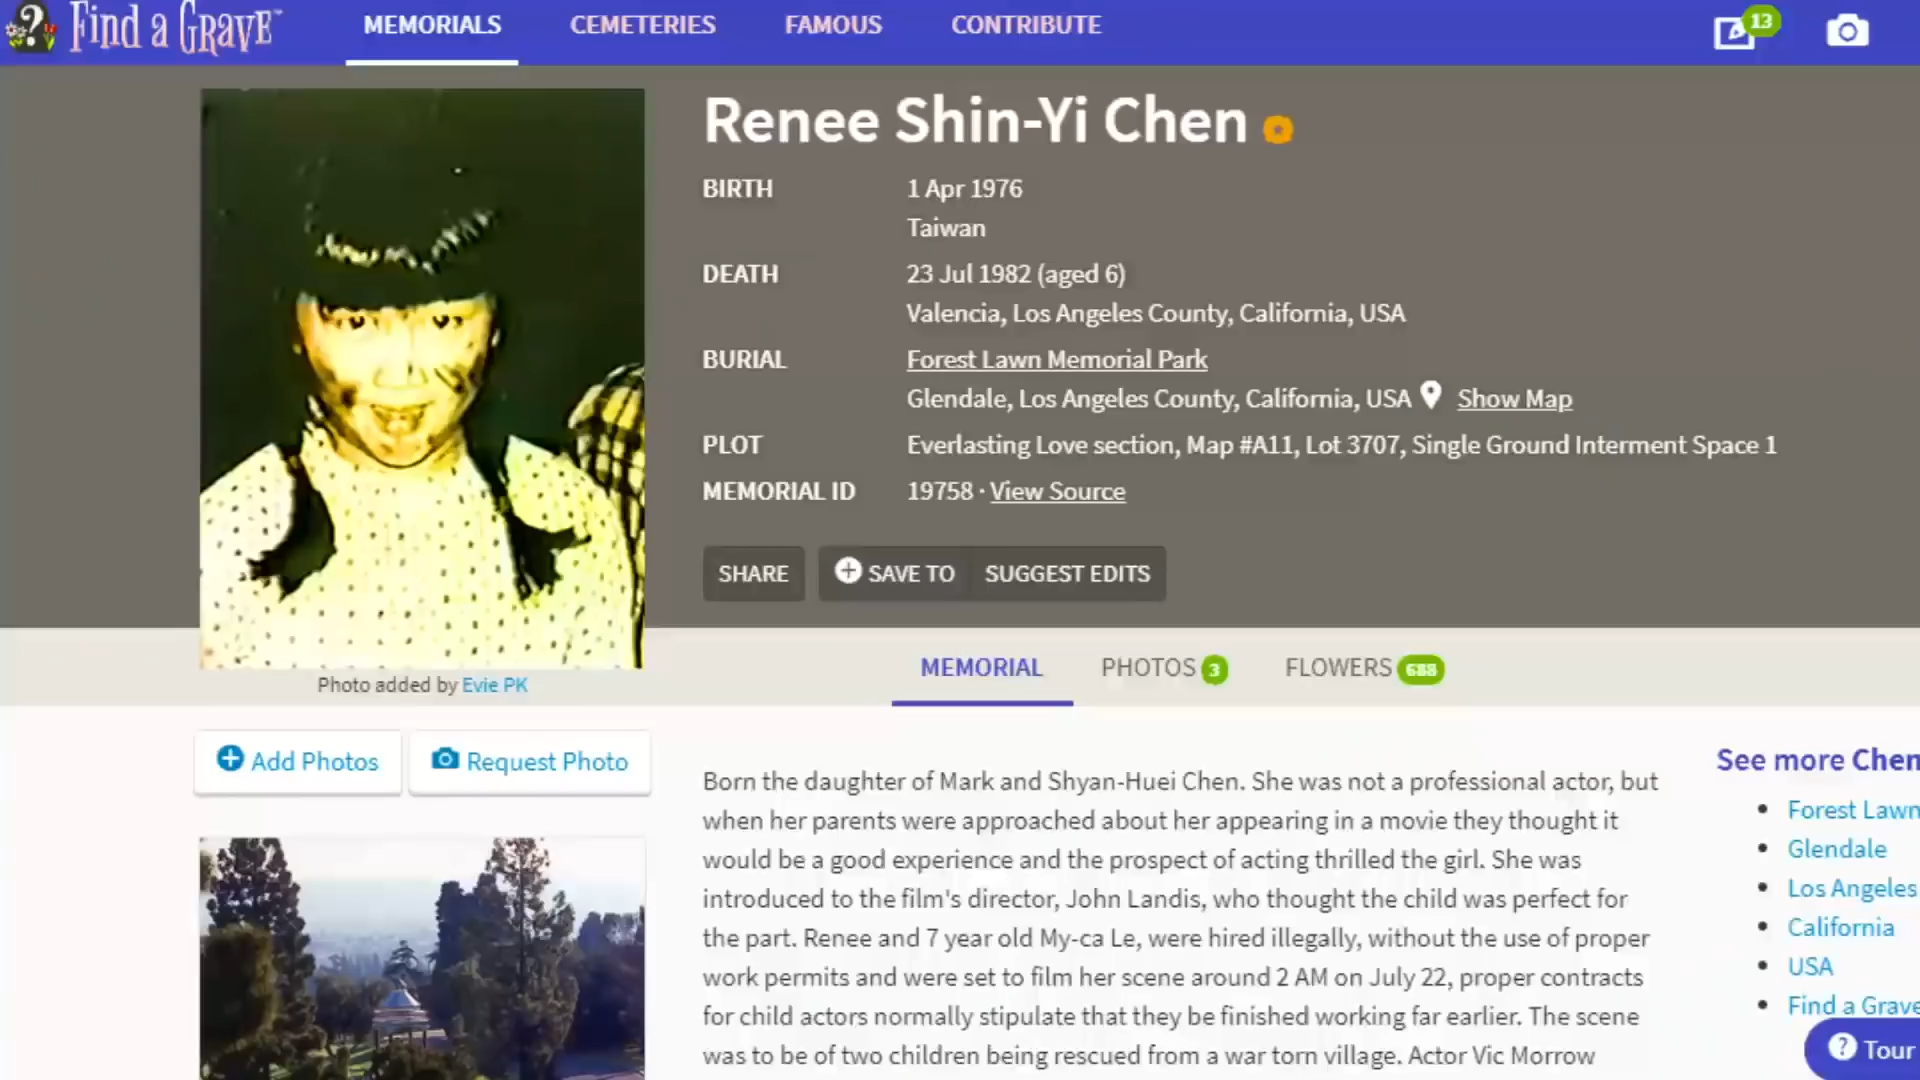 Find a Grave™
MEMORIALS
CEMETERIES
FAMOUS
CONTRIBUTE
13
Renee Shin-Yi Chen
BIRTH
1 Apr 1976
Taiwan
DEATH
23 Jul 1982 (aged 6)
Valencia, Los Angeles County, California, USA
BURIAL
Forest Lawn Memorial Park
Glendale, Los Angeles County, California, USA Show Map
PLOT
Everlasting Love section, Map #A11, Lot 3707, Single Ground Interment Space 1
MEMORIAL ID
19758 · View Source
SHARE
SAVE TO
SUGGEST EDITS
Photo added by Evie PK
MEMORIAL
PHOTOS 3
FLOWERS 688
Add Photos
Request Photo
Born the daughter of Mark and Shyan-Huei Chen. She was not a professional actor, but
when her parents were approached about her appearing in a movie they thought it
would be a good experience and the prospect of acting thrilled the girl. She was
introduced to the film's director, John Landis, who thought the child was perfect for
the part. Renee and 7 year old My-ca Le, were hired illegally, without the use of proper
work permits and were set to film her scene around 2 AM on July 22, proper contracts
for child actors normally stipulate that they be finished working far earlier. The scene
was to be of two children being rescued from a war torn village. Actor Vic Morrow
See more Chen
Forest Lawn
Glendale
Los Angeles
California
USA
Find a Grave
? Tour